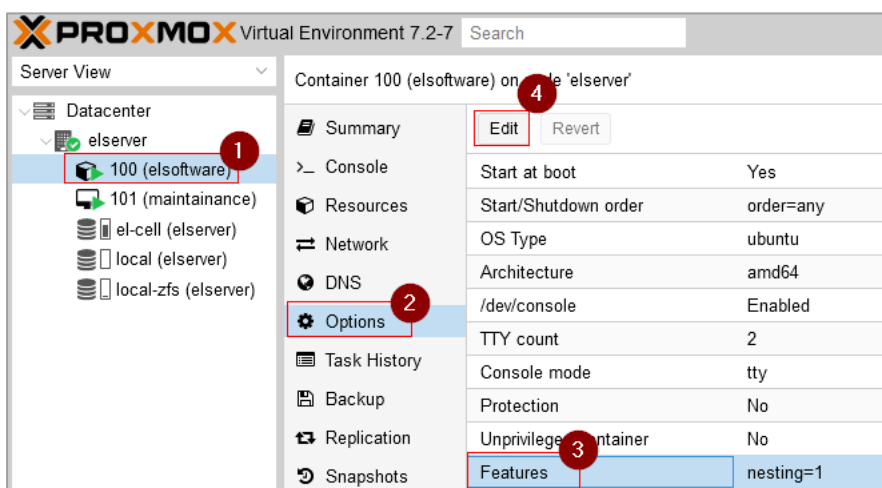 PROXMOX Virtual Environment 7.2-7 Search
Server View
Datacenter
elserver
1
100 (elsoftware)
101 (maintainance)
el-cell (elserver)
local (elserver)
local-zfs (elserver)
Container 100 (elsoftware) on 'elserver'
4
Summary
Console
Resources
Network
DNS
2
Options
Task History
Backup
Replication
Snapshots
Edit Revert
Start at boot Yes
Start/Shutdown order order=any
OS Type ubuntu
Architecture amd64
/dev/console Enabled
TTY count 2
Console mode tty
Protection No
Unprivileged container No
3
Features nesting=1